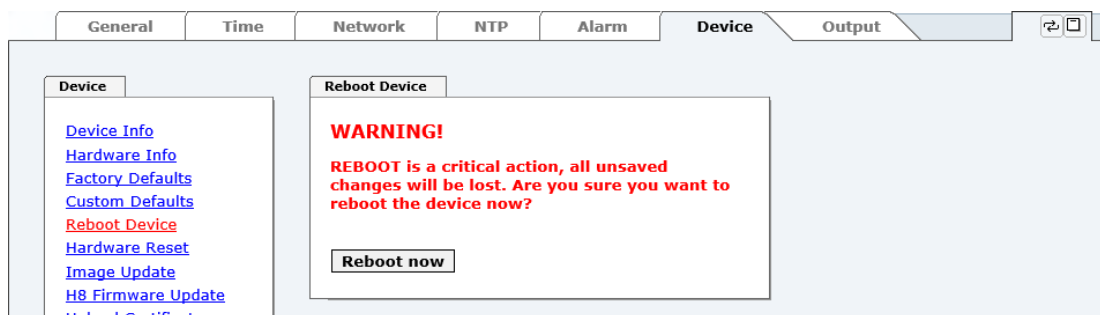 General Time Network NTP Alarm Device Output
Device
Device Info
Hardware Info
Factory Defaults
Custom Defaults
Reboot Device
Hardware Reset
Image Update
H8 Firmware Update
Reboot Device
WARNING!
REBOOT is a critical action, all unsaved
changes will be lost. Are you sure you want to
reboot the device now?
Reboot now